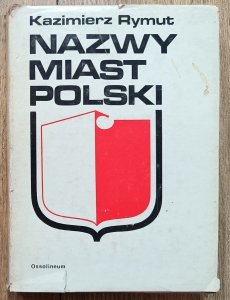 Kazimierz Rymut
NAZWY
MIAST
POLSKI
Ossolineum